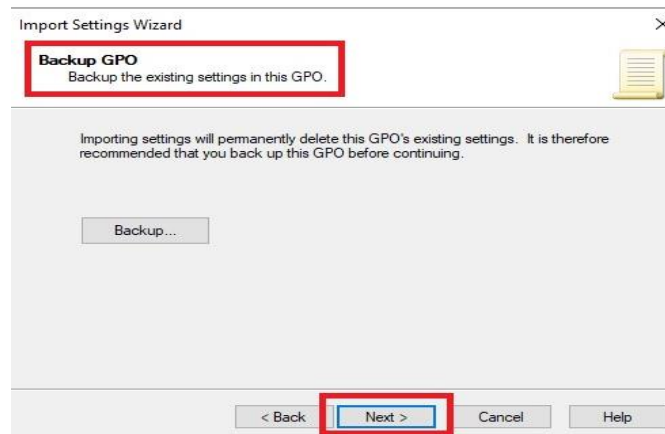 Import Settings Wizard
Backup GPO
Backup the existing settings in this GPO.
Importing settings will permanently delete this GPO's existing settings. It is therefore
recommended that you back up this GPO before continuing.
Backup...
< Back
Next >
Cancel
Help